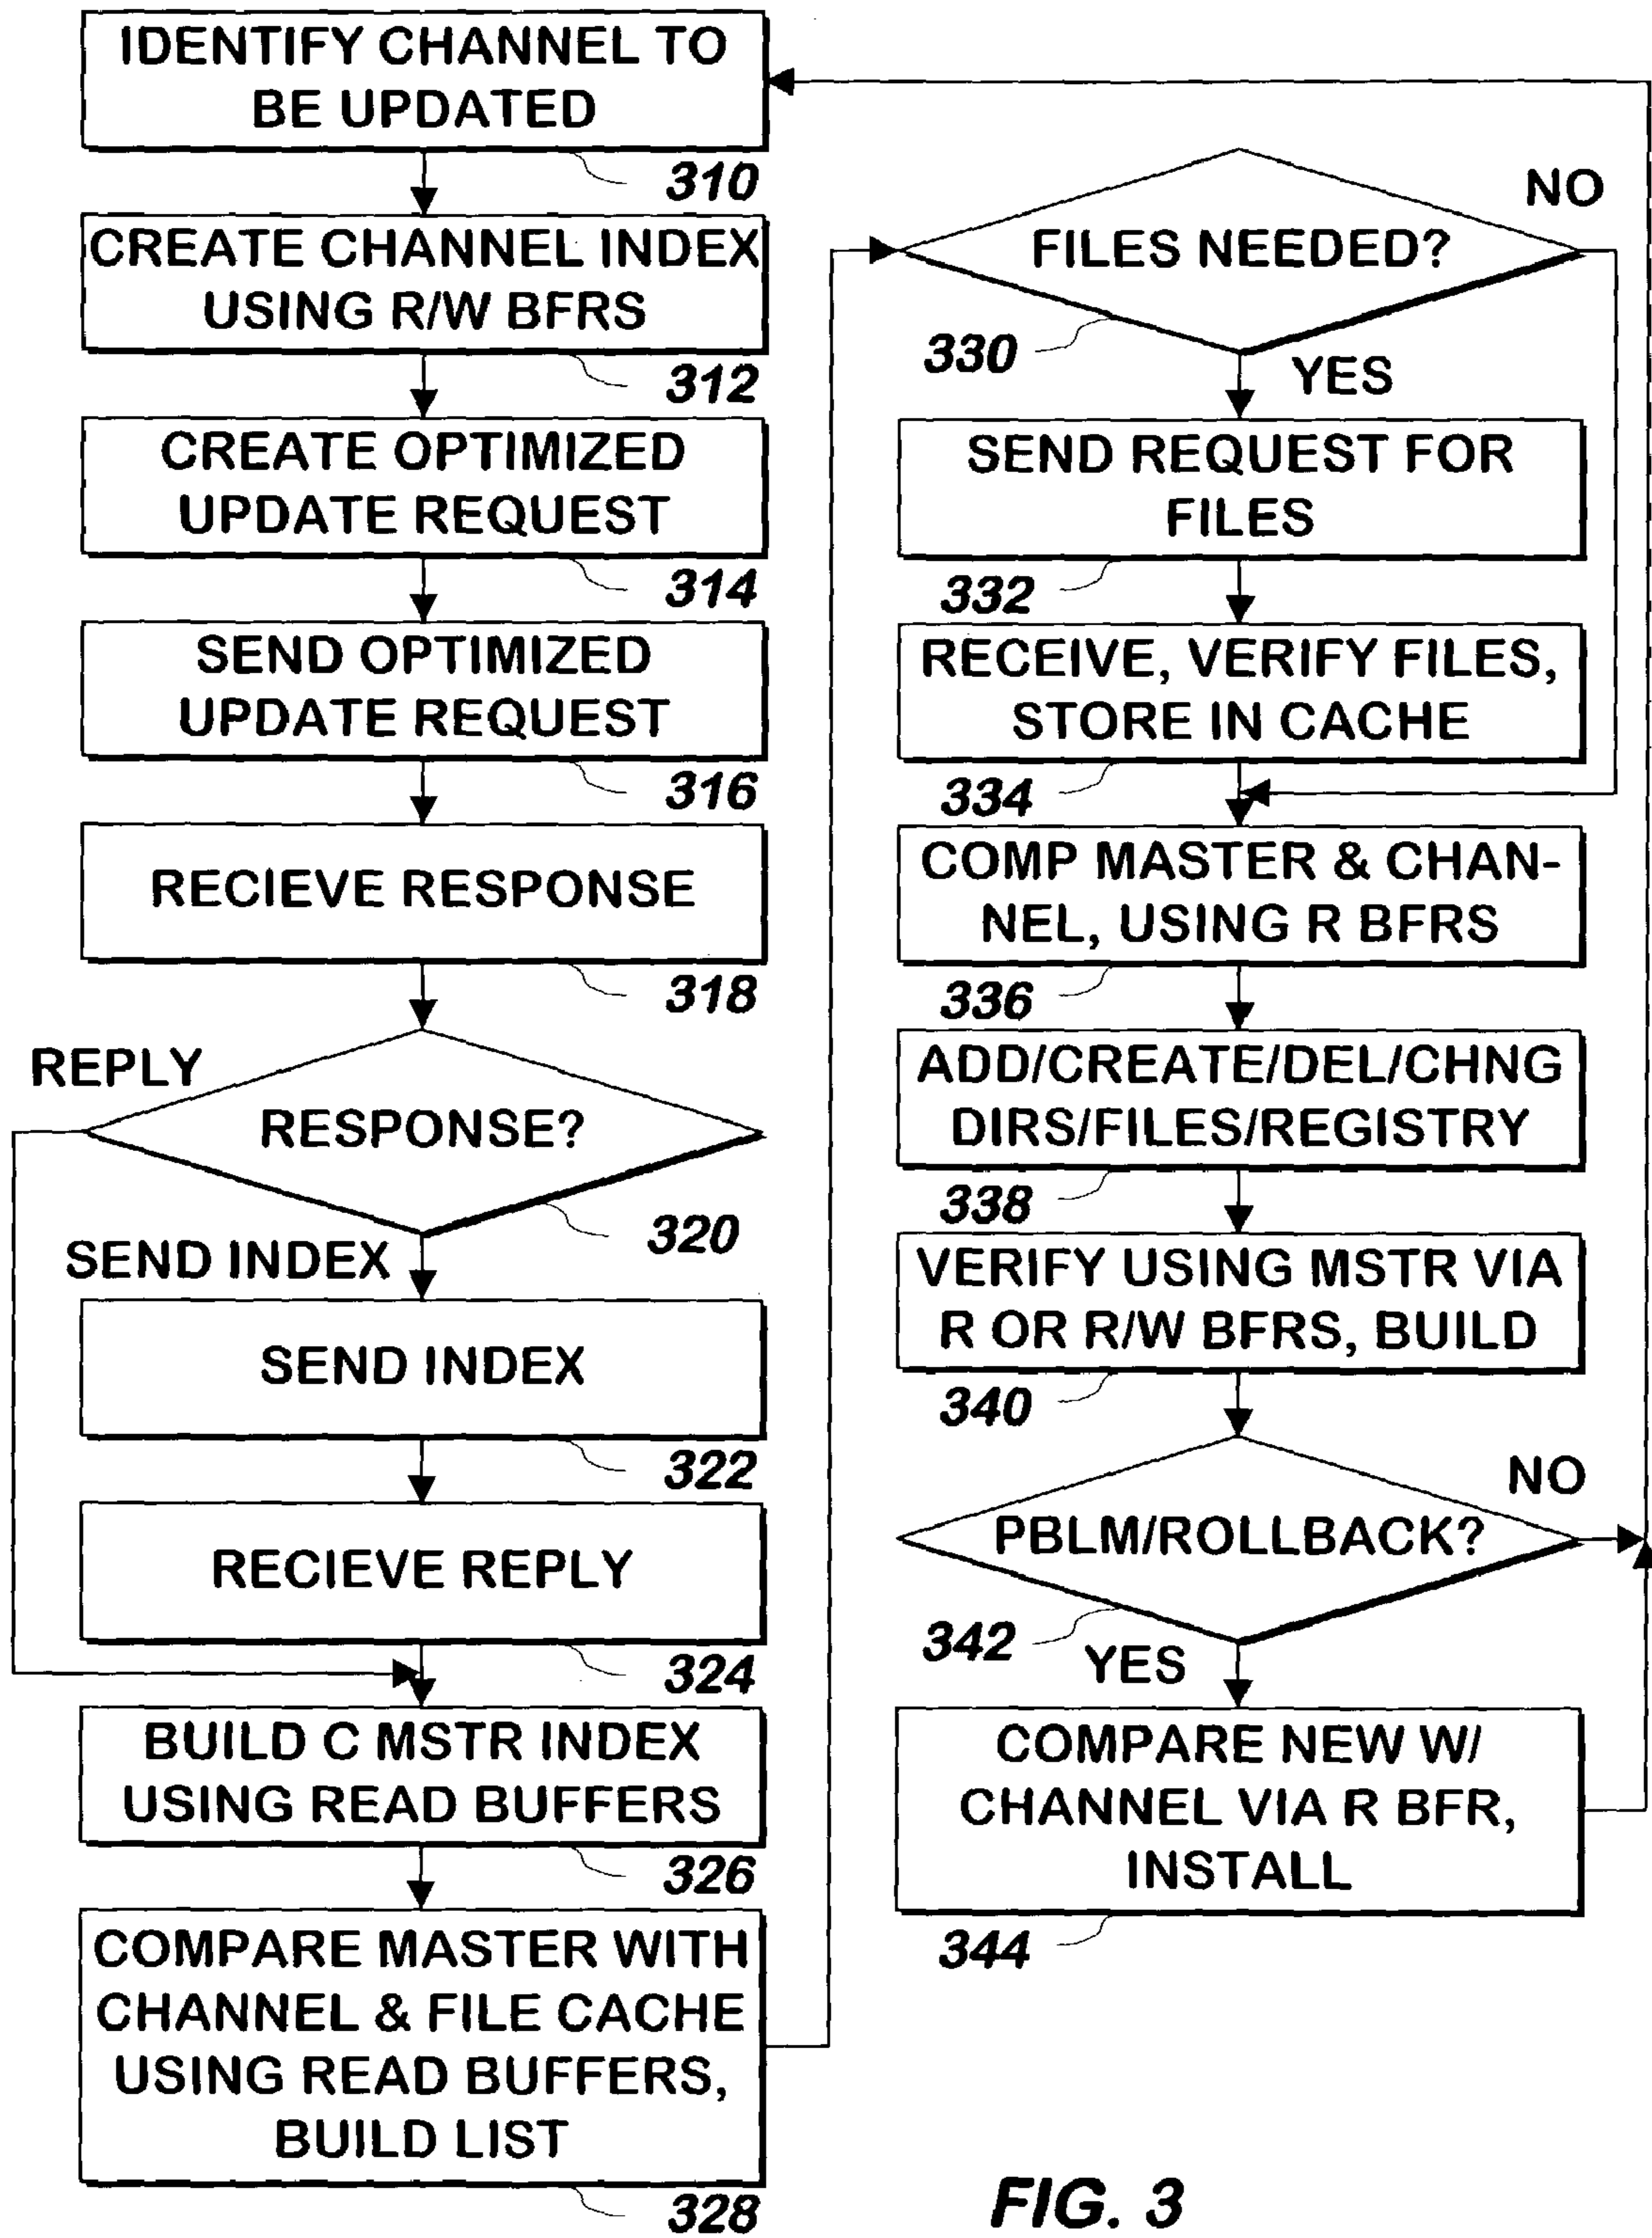 IDENTIFY CHANNEL TO
BE UPDATED
310
CREATE CHANNEL INDEX
USING R/W BFRS
312
CREATE OPTIMIZED
UPDATE REQUEST
314
SEND OPTIMIZED
UPDATE REQUEST
316
RECIEVE RESPONSE
318
REPLY
RESPONSE?
320
SEND INDEX
SEND INDEX
322
RECIEVE REPLY
324
BUILD C MSTR INDEX
USING READ BUFFERS
326
COMPARE MASTER WITH
CHANNEL & FILE CACHE
USING READ BUFFERS,
BUILD LIST
328
NO
FILES NEEDED?
330
YES
SEND REQUEST FOR
FILES
332
RECEIVE, VERIFY FILES,
STORE IN CACHE
334
COMP MASTER & CHAN-
NEL, USING R BFRS
336
ADD/CREATE/DEL/CHNG
DIRS/FILES/REGISTRY
338
VERIFY USING MSTR VIA
R OR R/W BFRS, BUILD
340
NO
PBLM/ROLLBACK?
342
YES
COMPARE NEW W/
CHANNEL VIA R BFR,
INSTALL
344
FIG. 3